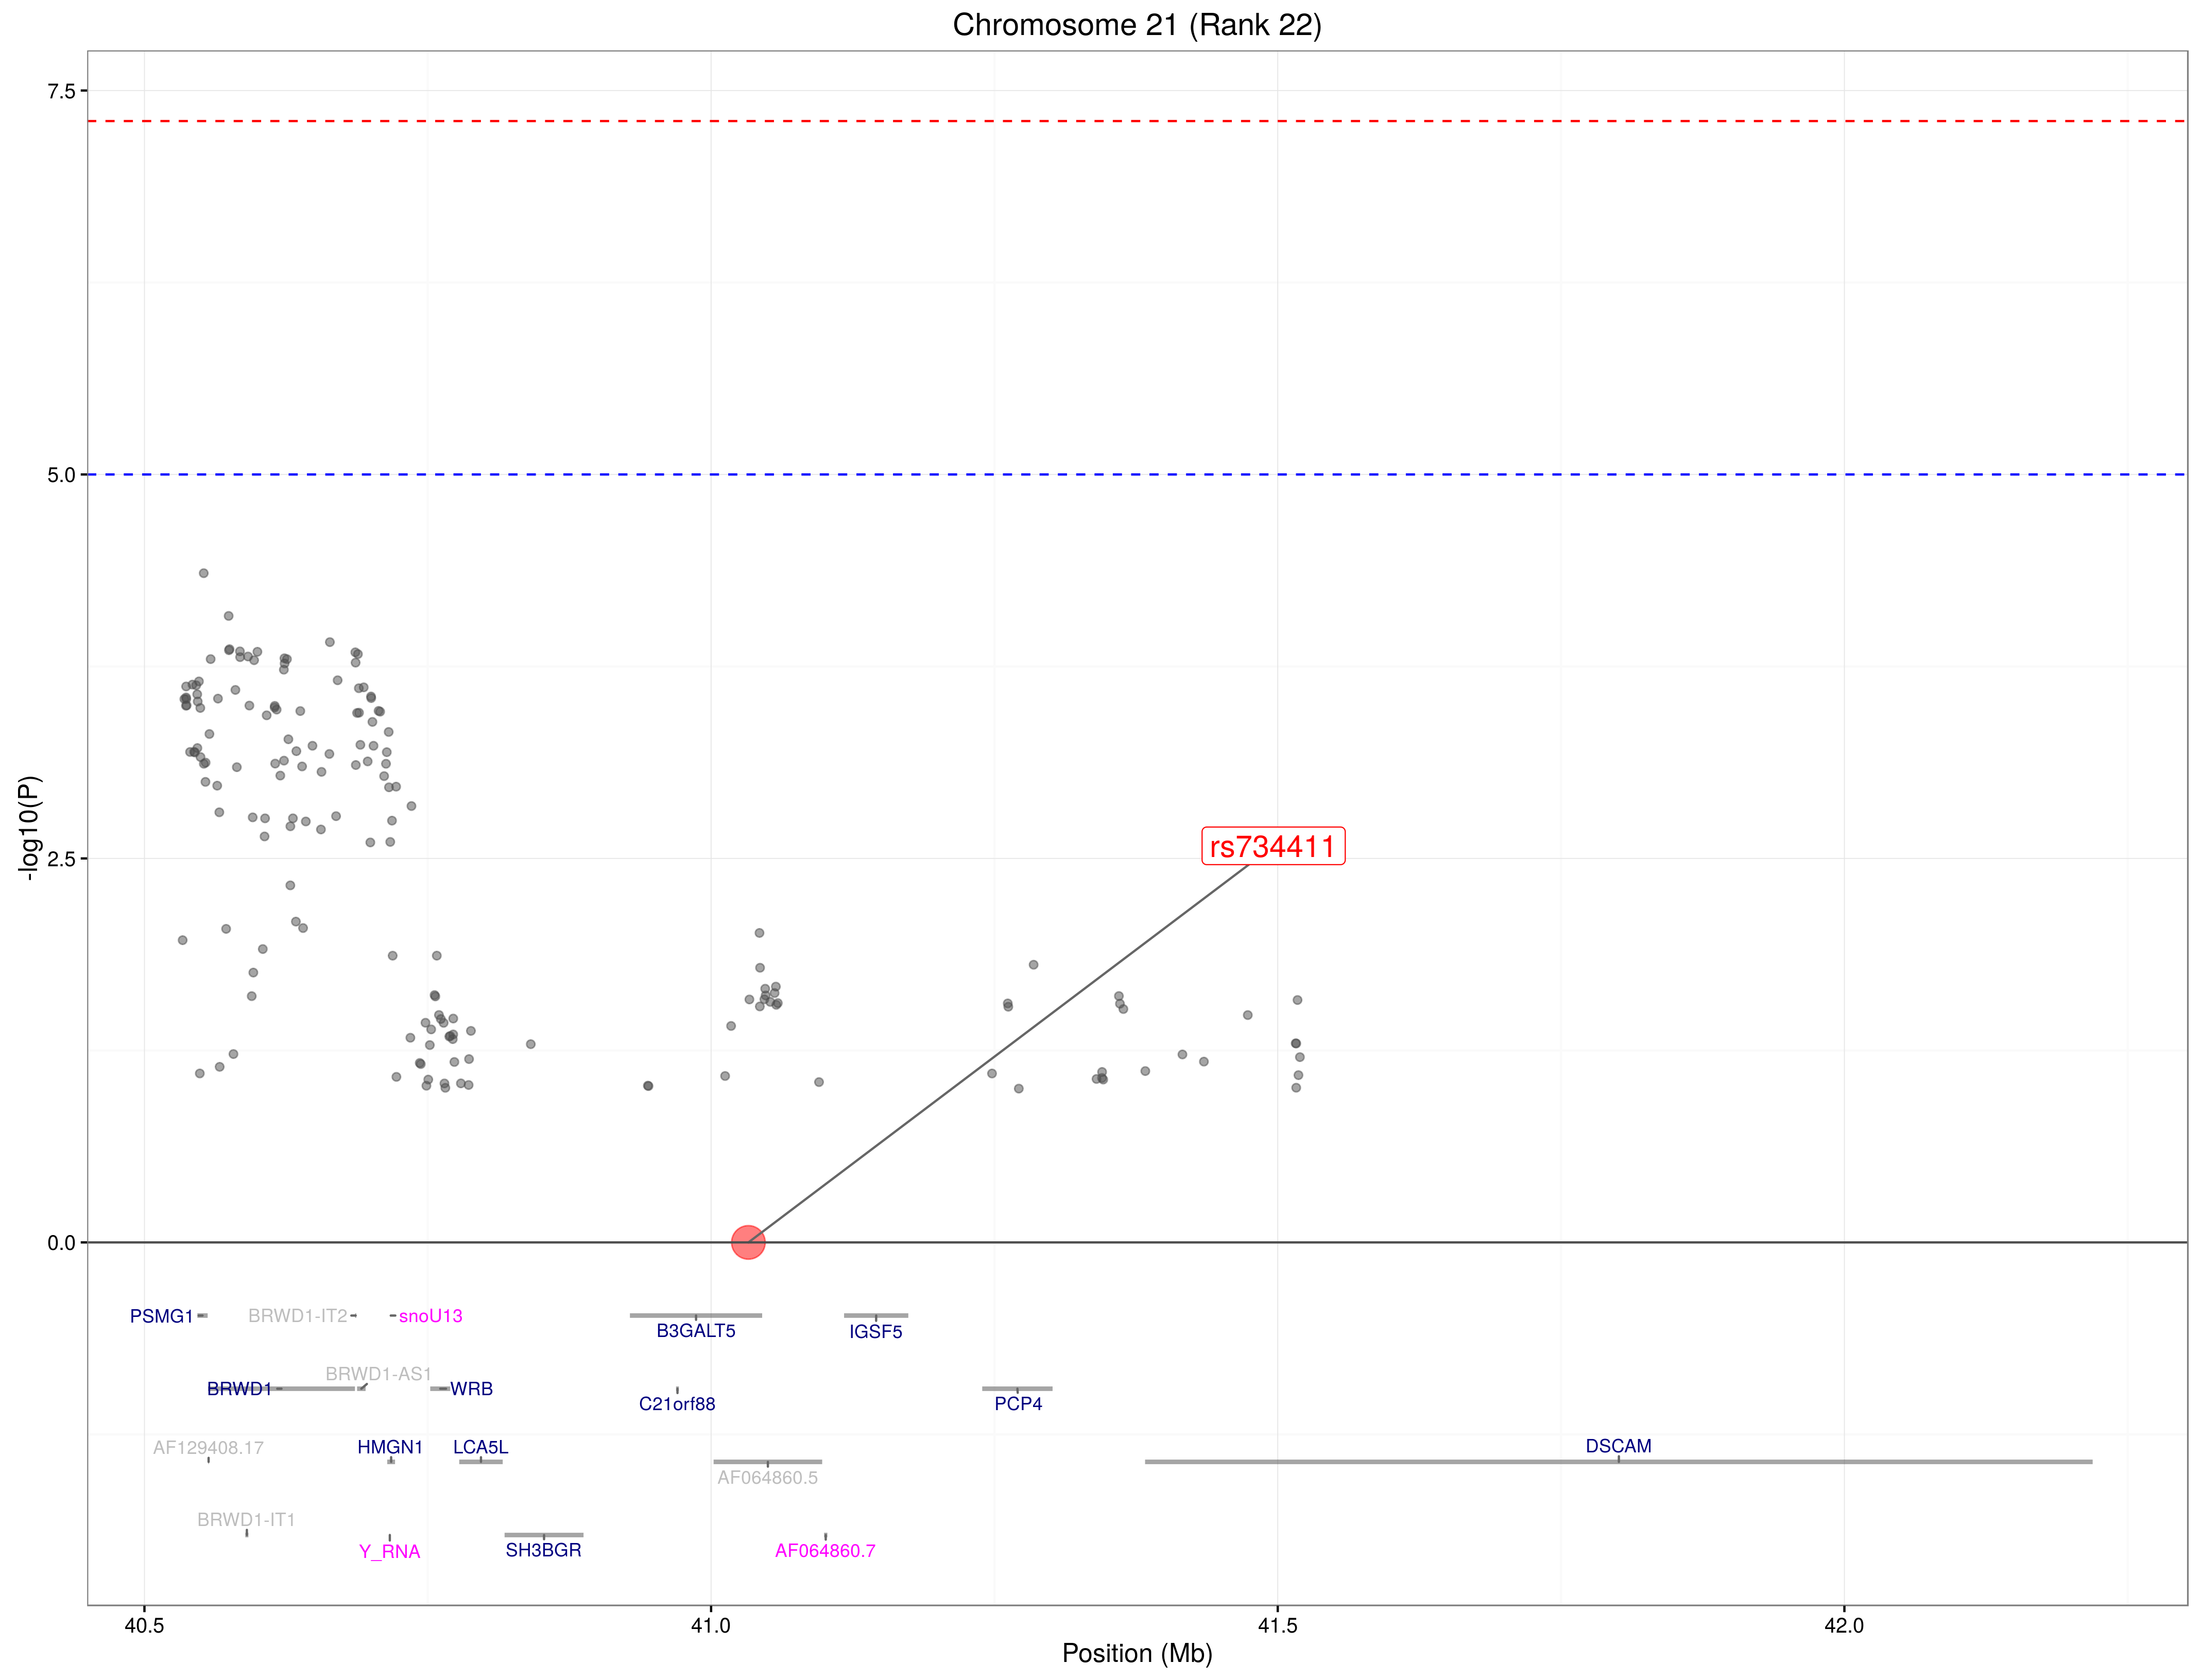 Chromosome 21 (Rank 22)
7.5
5.0
-log10(P)
2.5
rs734411
0.0
PSMG1
BRWD1-IT2
snoU13
B3GALT5
IGSF5
BRWD1-AS1
BRWD1
WRB
C21orf88
PCP4
AF129408.17
HMGN1
LCA5L
AF064860.5
DSCAM
BRWD1-IT1
Y_RNA
SH3BGR
AF064860.7
40.5
41.0
41.5
42.0
Position (Mb)